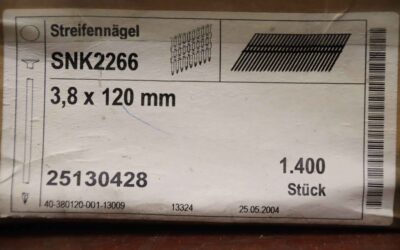 Streifennägel
SNK2266
3,8 x 120 mm
25130428
1.400
Stück
40-380120-001-13009 13324 25.05.2004